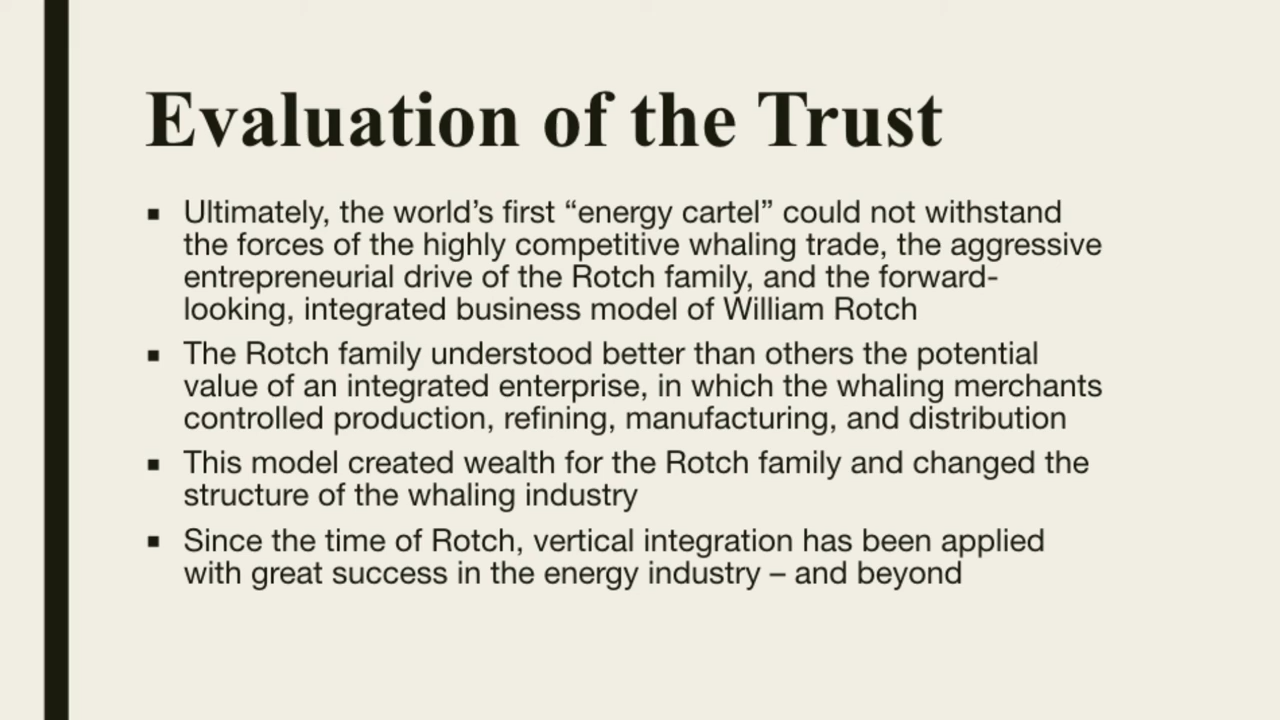 Evaluation of the Trust
▪ Ultimately, the world’s first “energy cartel” could not withstand
the forces of the highly competitive whaling trade, the aggressive
entrepreneurial drive of the Rotch family, and the forward-
looking, integrated business model of William Rotch
▪ The Rotch family understood better than others the potential
value of an integrated enterprise, in which the whaling merchants
controlled production, refining, manufacturing, and distribution
▪ This model created wealth for the Rotch family and changed the
structure of the whaling industry
▪ Since the time of Rotch, vertical integration has been applied
with great success in the energy industry – and beyond